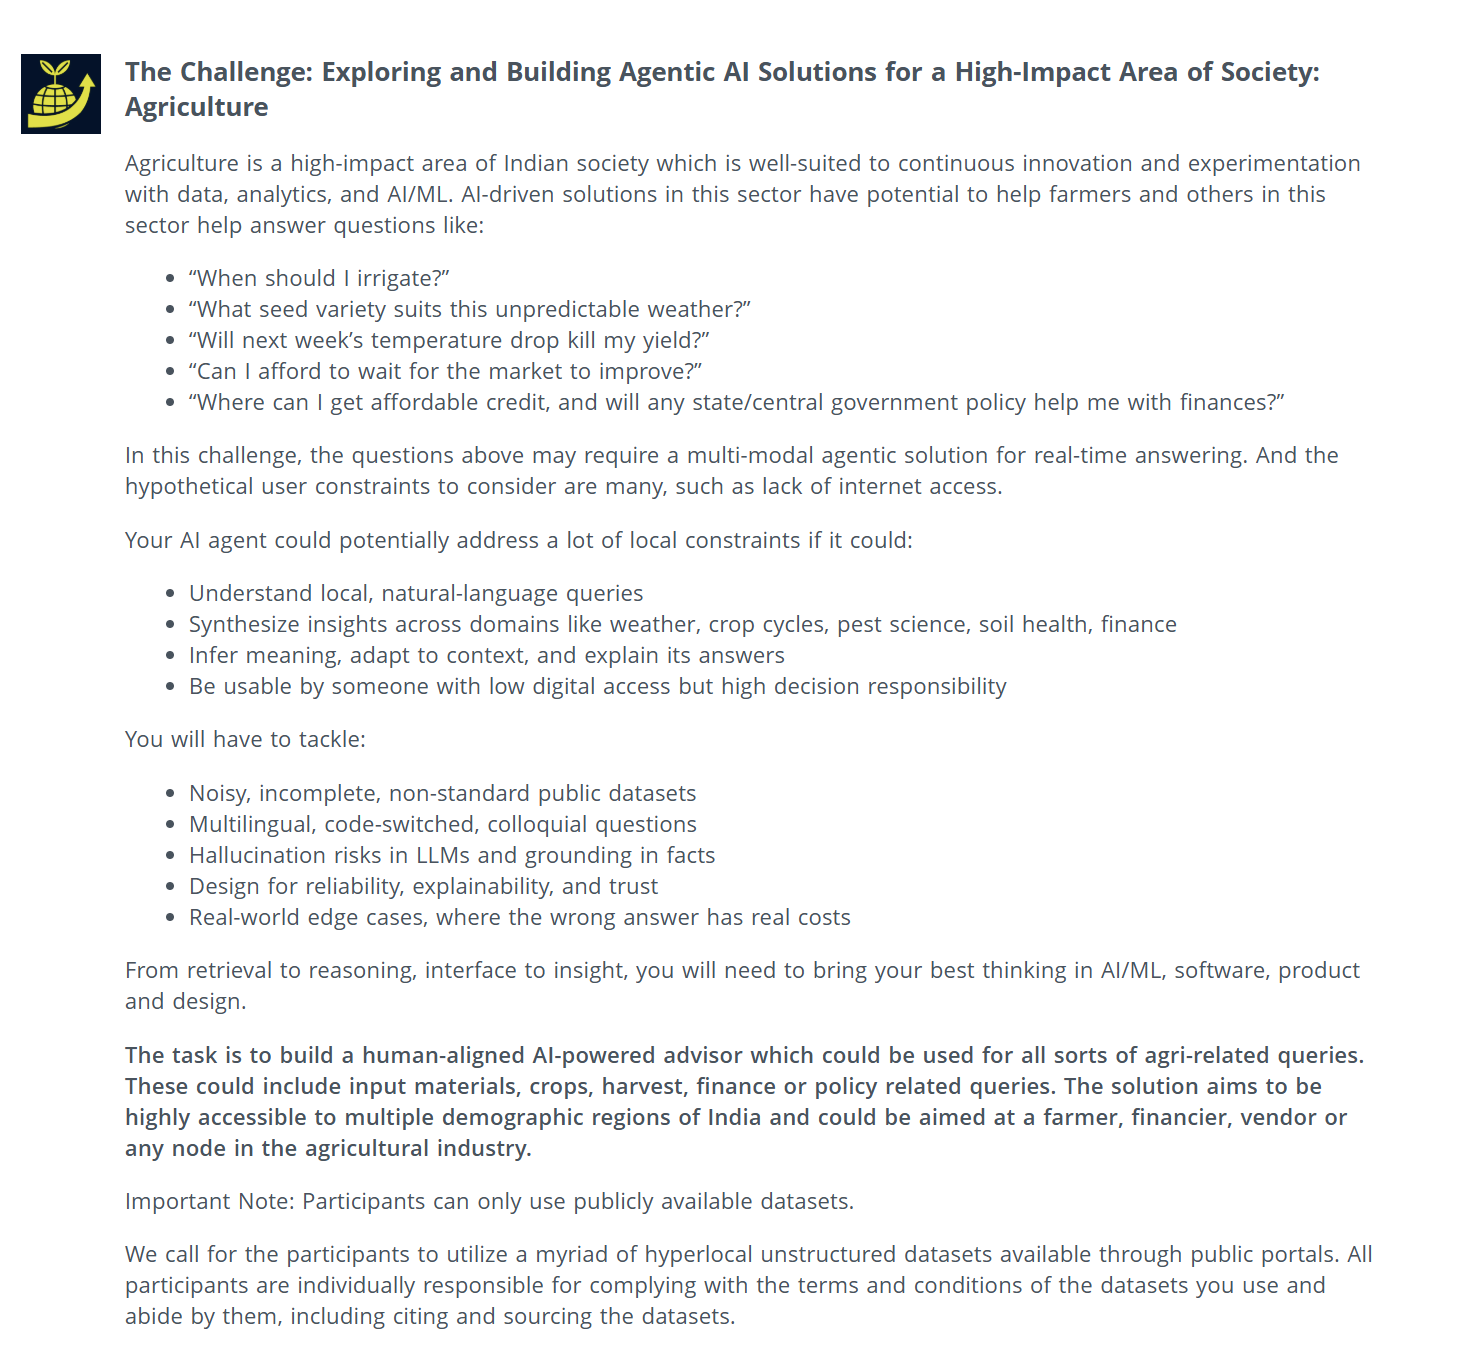 The Challenge: Exploring and Building Agentic AI Solutions for a High-Impact Area of Society:
Agriculture
Agriculture is a high-impact area of Indian society which is well-suited to continuous innovation and experimentation
with data, analytics, and AI/ML. AI-driven solutions in this sector have potential to help farmers and others in this
sector help answer questions like:
• “When should I irrigate?”
• “What seed variety suits this unpredictable weather?”
• “Will next week’s temperature drop kill my yield?”
• “Can I afford to wait for the market to improve?”
• “Where can I get affordable credit, and will any state/central government policy help me with finances?”
In this challenge, the questions above may require a multi-modal agentic solution for real-time answering. And the
hypothetical user constraints to consider are many, such as lack of internet access.
Your AI agent could potentially address a lot of local constraints if it could:
• Understand local, natural-language queries
• Synthesize insights across domains like weather, crop cycles, pest science, soil health, finance
• Infer meaning, adapt to context, and explain its answers
• Be usable by someone with low digital access but high decision responsibility
You will have to tackle:
• Noisy, incomplete, non-standard public datasets
• Multilingual, code-switched, colloquial questions
• Hallucination risks in LLMs and grounding in facts
• Design for reliability, explainability, and trust
• Real-world edge cases, where the wrong answer has real costs
From retrieval to reasoning, interface to insight, you will need to bring your best thinking in AI/ML, software, product
and design.
The task is to build a human-aligned AI-powered advisor which could be used for all sorts of agri-related queries.
These could include input materials, crops, harvest, finance or policy related queries. The solution aims to be
highly accessible to multiple demographic regions of India and could be aimed at a farmer, financier, vendor or
any node in the agricultural industry.
Important Note: Participants can only use publicly available datasets.
We call for the participants to utilize a myriad of hyperlocal unstructured datasets available through public portals. All
participants are individually responsible for complying with the terms and conditions of the datasets you use and
abide by them, including citing and sourcing the datasets.